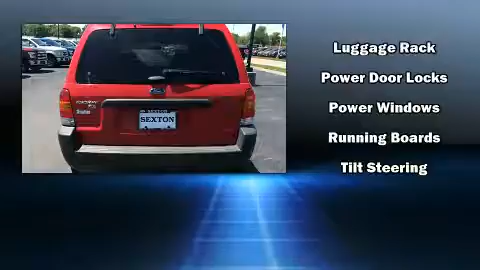 SEXTON
Luggage Rack
Power Door Locks
Power Windows
Running Boards
Tilt Steering